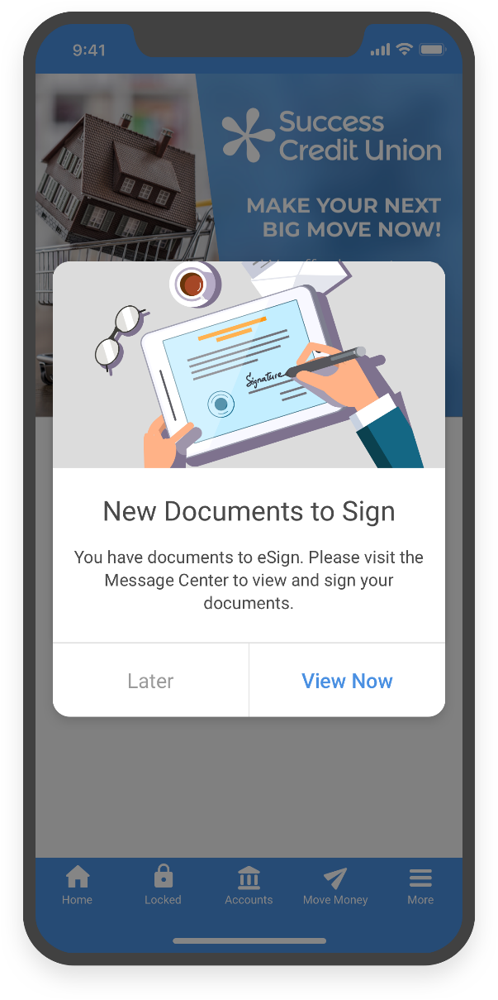 9:41
Success
Credit Union
MAKE YOUR NEXT
BIG MOVE NOW!
Signature
New Documents to Sign
You have documents to eSign. Please visit the
Message Center to view and sign your
documents.
Later
View Now
Home
Locked
Accounts
Move Money
More